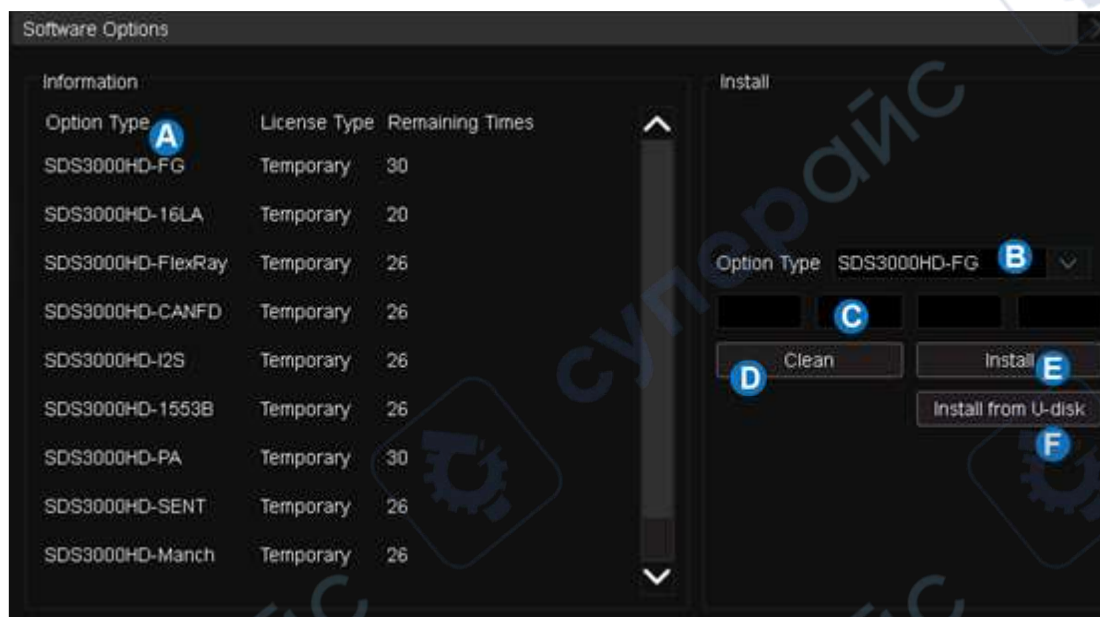 Software Options
Information
Option Type License Type Remaining Times
A
SDS3000HD-FG Temporary 30
SDS3000HD-16LA Temporary 20
SDS3000HD-FlexRay Temporary 26
SDS3000HD-CANFD Temporary 26
SDS3000HD-I2S Temporary 26
SDS3000HD-1553B Temporary 26
SDS3000HD-PA Temporary 30
SDS3000HD-SENT Temporary 26
SDS3000HD-Manch Temporary 26
Install
Option Type SDS3000HD-FG B
C
Clean Install
D E
Install from U-disk
F
суперайс
йс
йс